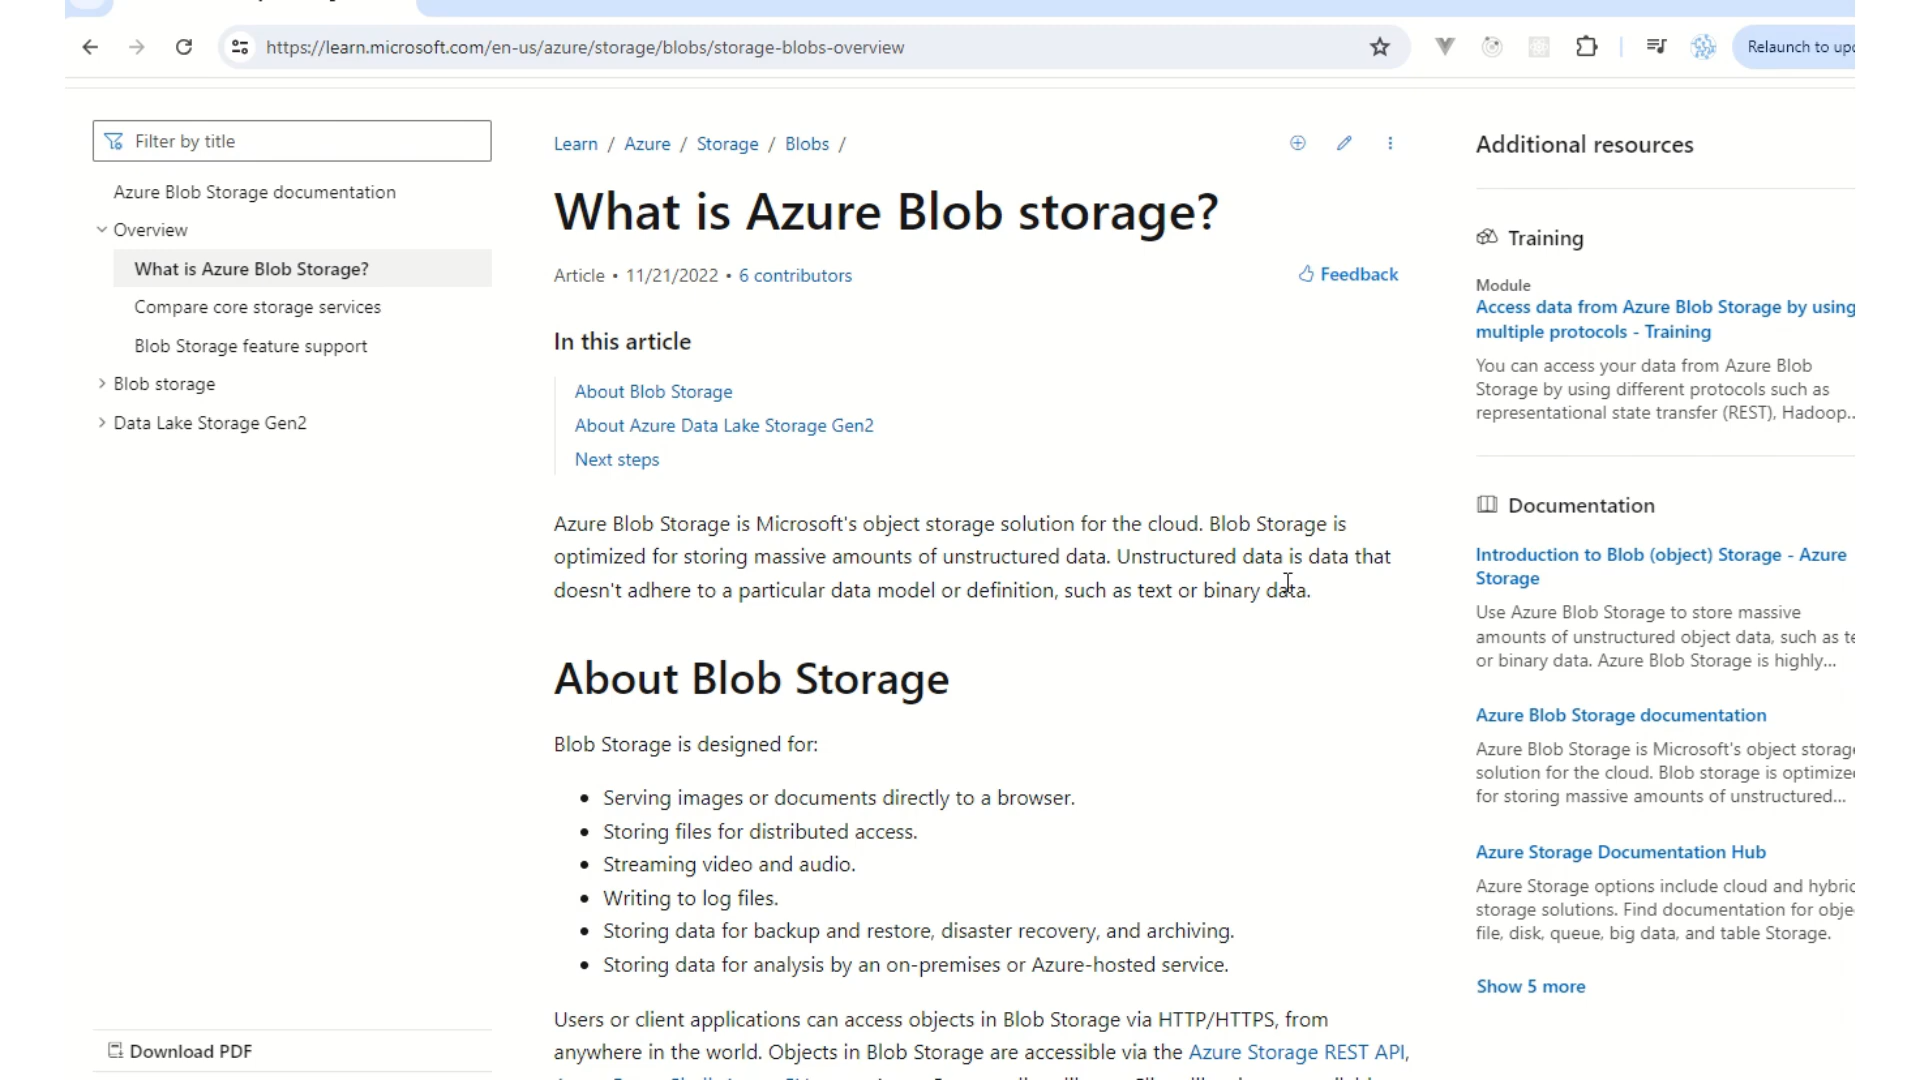 https://learn.microsoft.com/en-us/azure/storage/blobs/storage-blobs-overview
Relaunch to upd
Filter by title
Azure Blob Storage documentation
Overview
What is Azure Blob Storage?
Compare core storage services
Blob Storage feature support
Blob storage
Data Lake Storage Gen2
Download PDF
Learn / Azure / Storage / Blobs /
What is Azure Blob storage?
Article • 11/21/2022 • 6 contributors
Feedback
In this article
About Blob Storage
About Azure Data Lake Storage Gen2
Next steps
Azure Blob Storage is Microsoft's object storage solution for the cloud. Blob Storage is
optimized for storing massive amounts of unstructured data. Unstructured data is data that
doesn't adhere to a particular data model or definition, such as text or binary data.
About Blob Storage
Blob Storage is designed for:
• Serving images or documents directly to a browser.
• Storing files for distributed access.
• Streaming video and audio.
• Writing to log files.
• Storing data for backup and restore, disaster recovery, and archiving.
• Storing data for analysis by an on-premises or Azure-hosted service.
Users or client applications can access objects in Blob Storage via HTTP/HTTPS, from
anywhere in the world. Objects in Blob Storage are accessible via the Azure Storage REST API,
Additional resources
Training
Module
Access data from Azure Blob Storage by using
multiple protocols - Training
You can access your data from Azure Blob
Storage by using different protocols such as
representational state transfer (REST), Hadoop..
Documentation
Introduction to Blob (object) Storage - Azure
Storage
Use Azure Blob Storage to store massive
amounts of unstructured object data, such as te
or binary data. Azure Blob Storage is highly...
Azure Blob Storage documentation
Azure Blob Storage is Microsoft's object storage
solution for the cloud. Blob storage is optimized
for storing massive amounts of unstructured...
Azure Storage Documentation Hub
Azure Storage options include cloud and hybrid
storage solutions. Find documentation for obje
file, disk, queue, big data, and table Storage.
Show 5 more